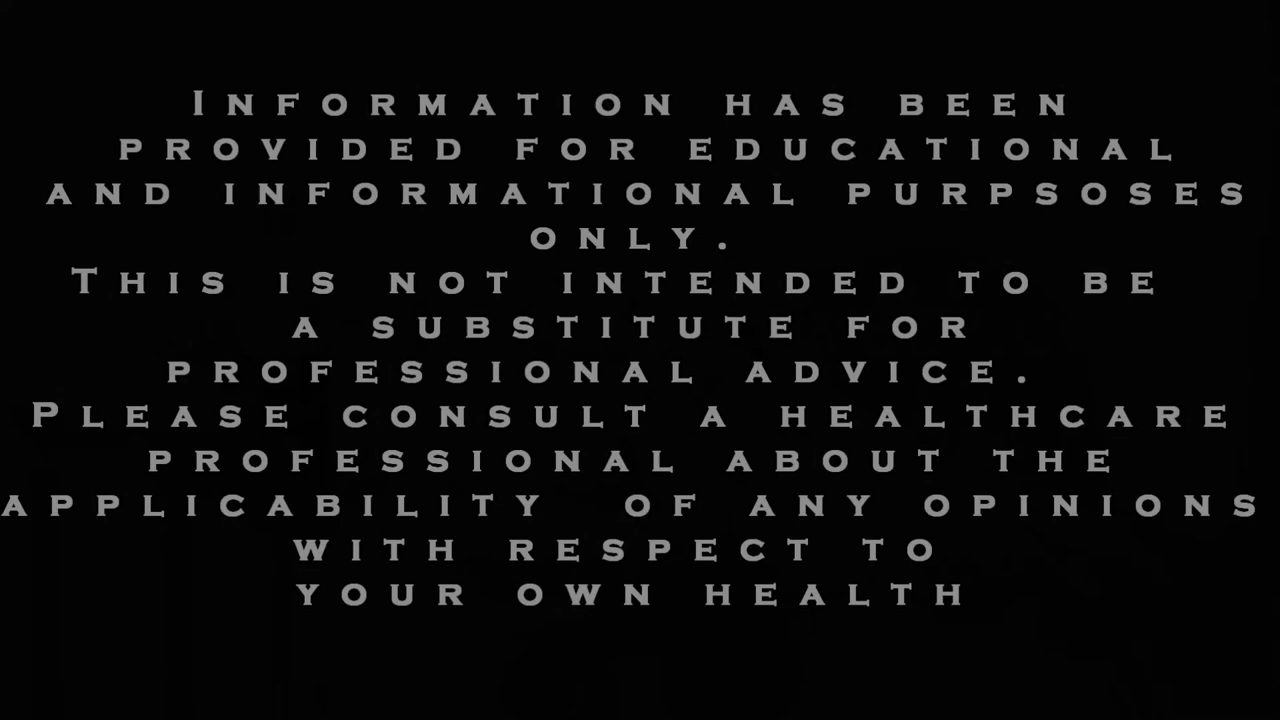 Information has been
provided for educational
and informational purpsoses
only.
This is not intended to be
a substitute for
professional advice.
Please consult a healthcare
professional about the
applicability of any opinions
with respect to
your own health